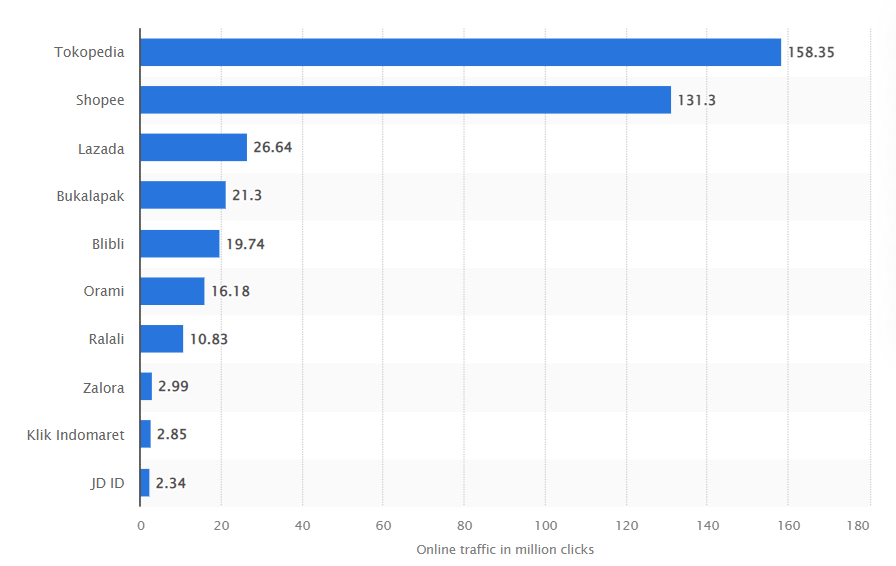 Tokopedia 158.35
Shopee 131.3
Lazada 26.64
Bukalapak 21.3
Blibli 19.74
Orami 16.18
Ralali 10.83
Zalora 2.99
Klik Indomaret 2.85
JD ID 2.34
0 20 40 60 80 100 120 140 160 180
Online traffic in million clicks